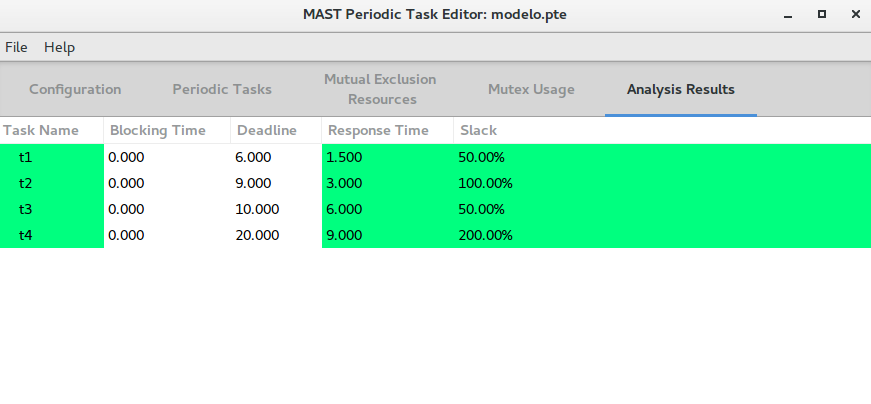 MAST Periodic Task Editor: modelo.pte
File Help
Configuration Periodic Tasks Mutual Exclusion Resources Mutex Usage Analysis Results
Task Name Blocking Time Deadline Response Time Slack
t1 0.000 6.000 1.500 50.00%
t2 0.000 9.000 3.000 100.00%
t3 0.000 10.000 6.000 50.00%
t4 0.000 20.000 9.000 200.00%